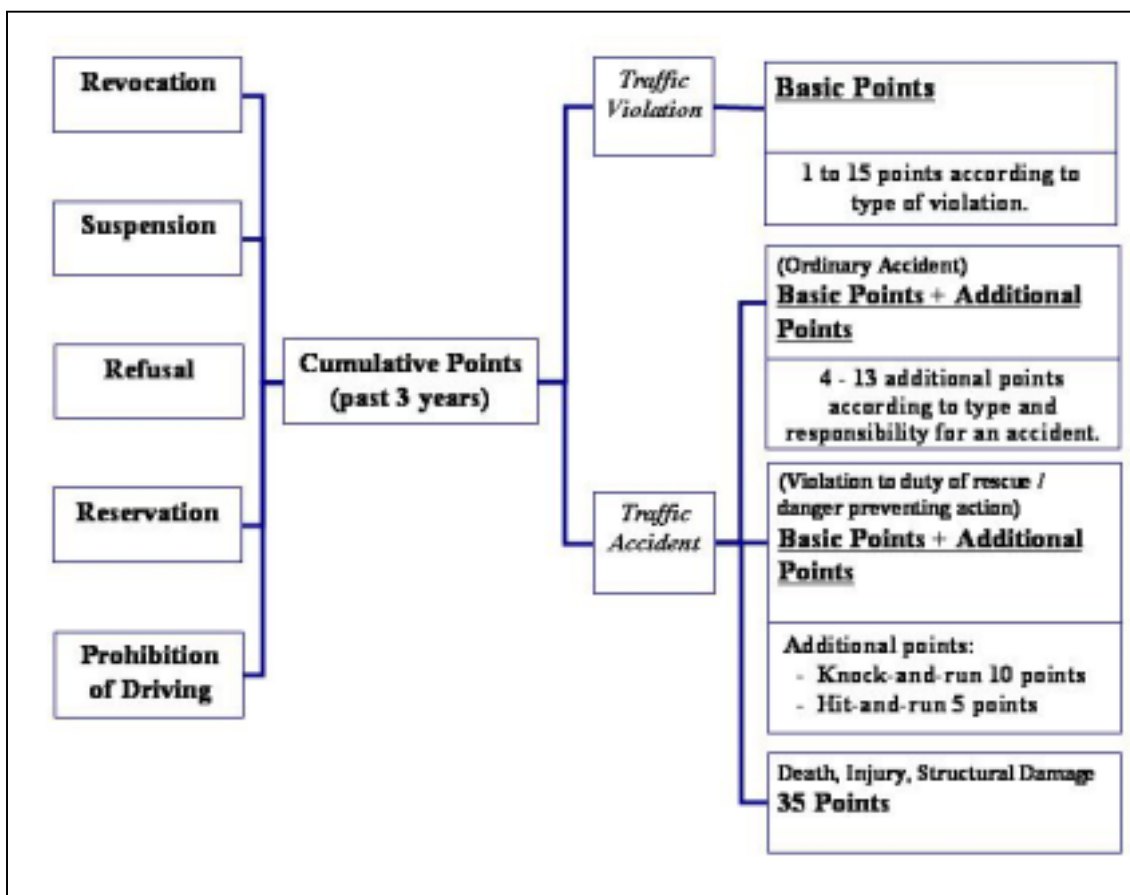 Revocation
Suspension
Refusal
Reservation
Prohibition
of Driving
Cumulative Points
(past 3 years)
Traffic
Violation
Traffic
Accident
Basic Points
1 to 15 points according to
type of violation.
(Ordinary Accident)
Basic Points + Additional
Points
4 - 13 additional points
according to type and
responsibility for an accident.
(Violation to duty of rescue /
danger preventing action)
Basic Points + Additional
Points
Additional points:
- Knock-and-run 10 points
- Hit-and-run 5 points
Death, Injury, Structural Damage
35 Points